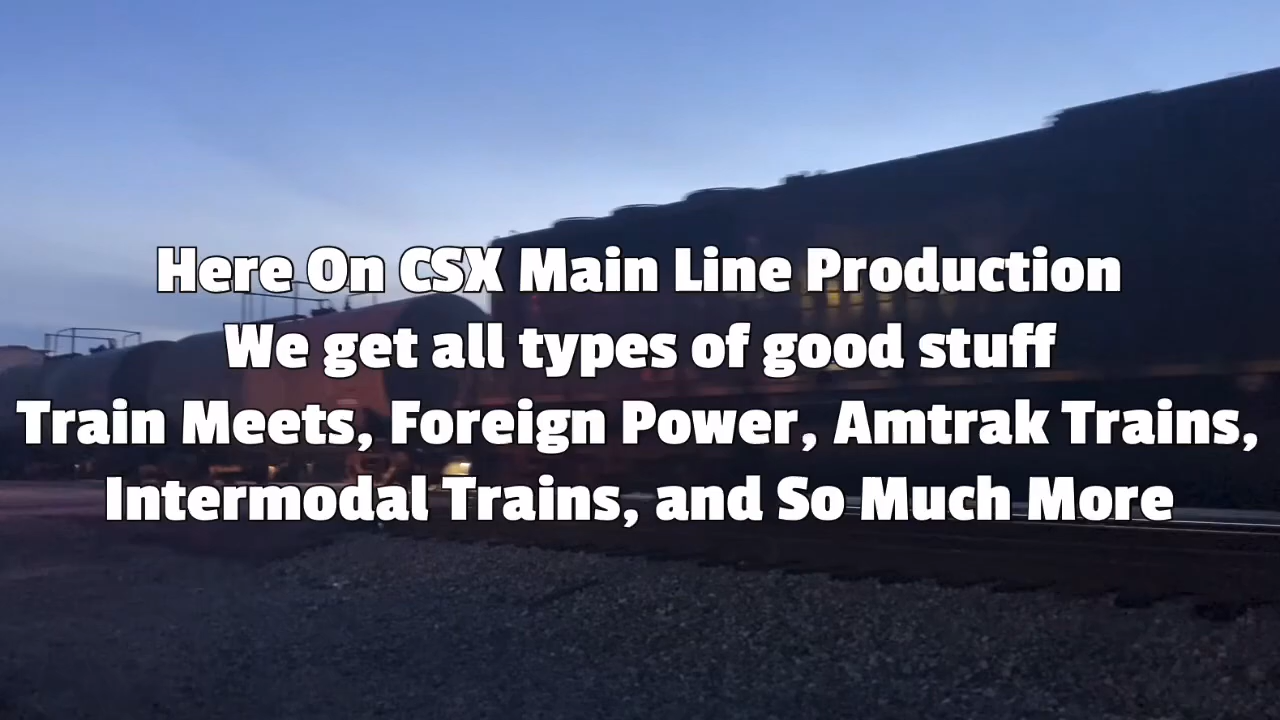 Here On CSX Main Line Production
We get all types of good stuff
Train Meets, Foreign Power, Amtrak Trains,
Intermodal Trains, and So Much More